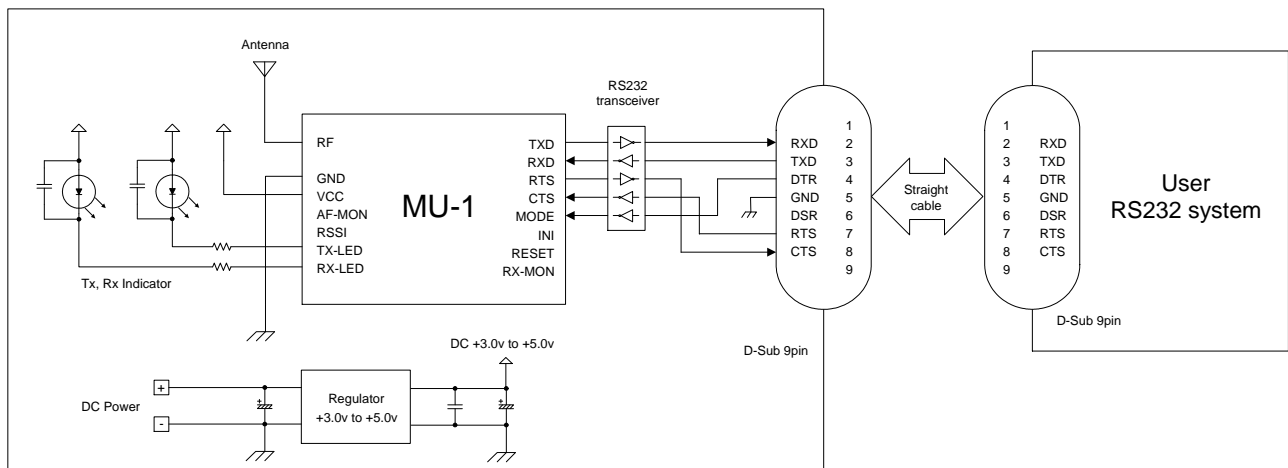 Antenna
RS232
transceiver
RF
GND
VCC
AF-MON
RSSI
TX-LED
RX-LED
MU-1
TXD
RXD
RTS
CTS
MODE
INI
RESET
RX-MON
Tx, Rx Indicator
RXD
TXD
DTR
GND
DSR
RTS
CTS
1
2
3
4
5
6
7
8
9
D-Sub 9pin
Straight
cable
1
2
3
4
5
6
7
8
9
RXD
TXD
DTR
GND
DSR
RTS
CTS
D-Sub 9pin
User
RS232 system
DC Power
+
-
+
Regulator
+3.0v to +5.0v
DC +3.0v to +5.0v
+